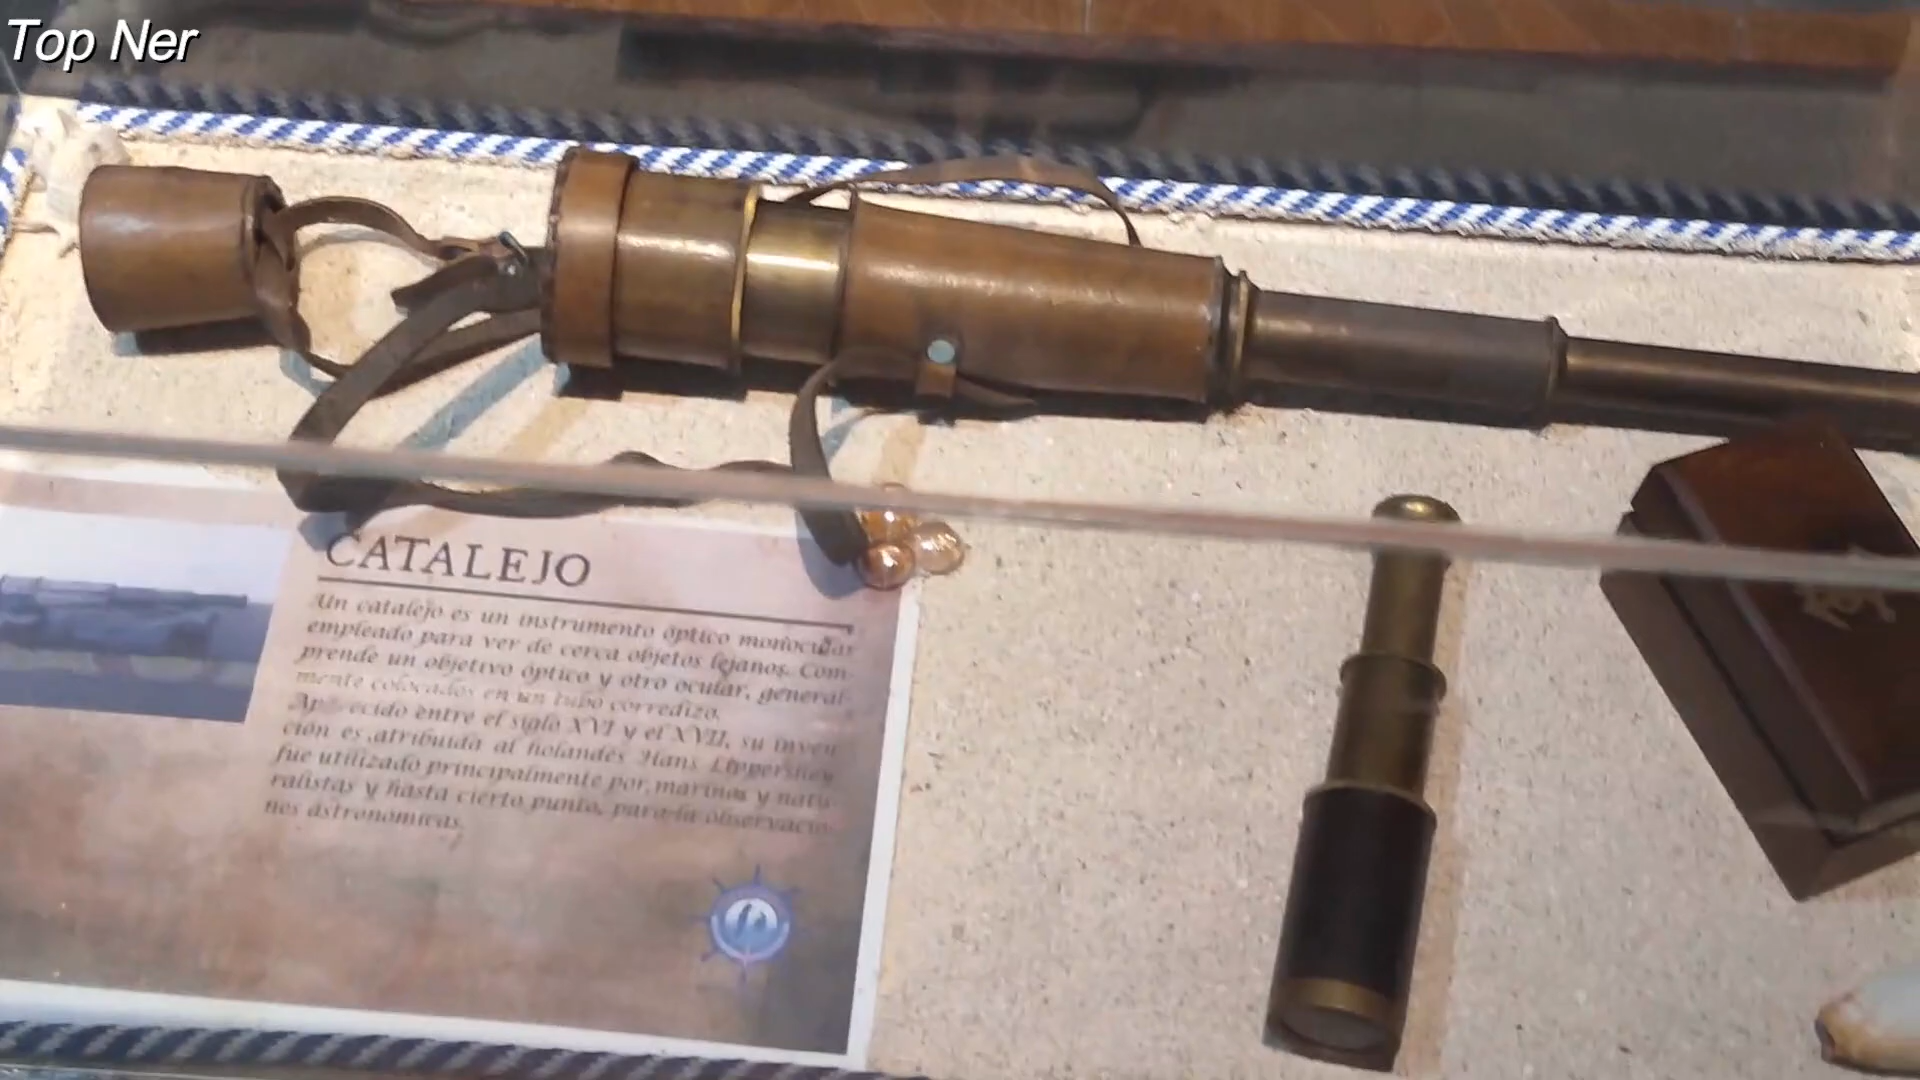 Top Ner
CATALEJO
Un catalejo es un instrumento óptico monocular
empleado para ver de cerca objetos lejanos. Com-
prende un objetivo óptico y otro ocular, general-
mente colocados en un tubo corredizo.
Aparecido entre el siglo XVI y el XVII, su inven
ción es atribuida al holandés Hans Lippershey
fue utilizado principalmente por marinos y natu-
ralistas y hasta cierto punto, para la observacio-
nes astronómicas.